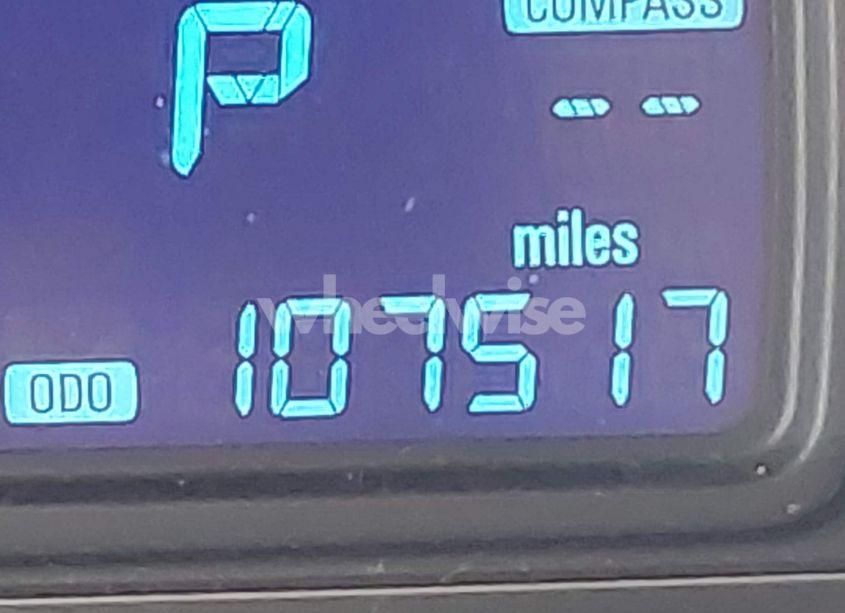 P
COMPASS
-- --
miles
ODO 107517
wheelwise